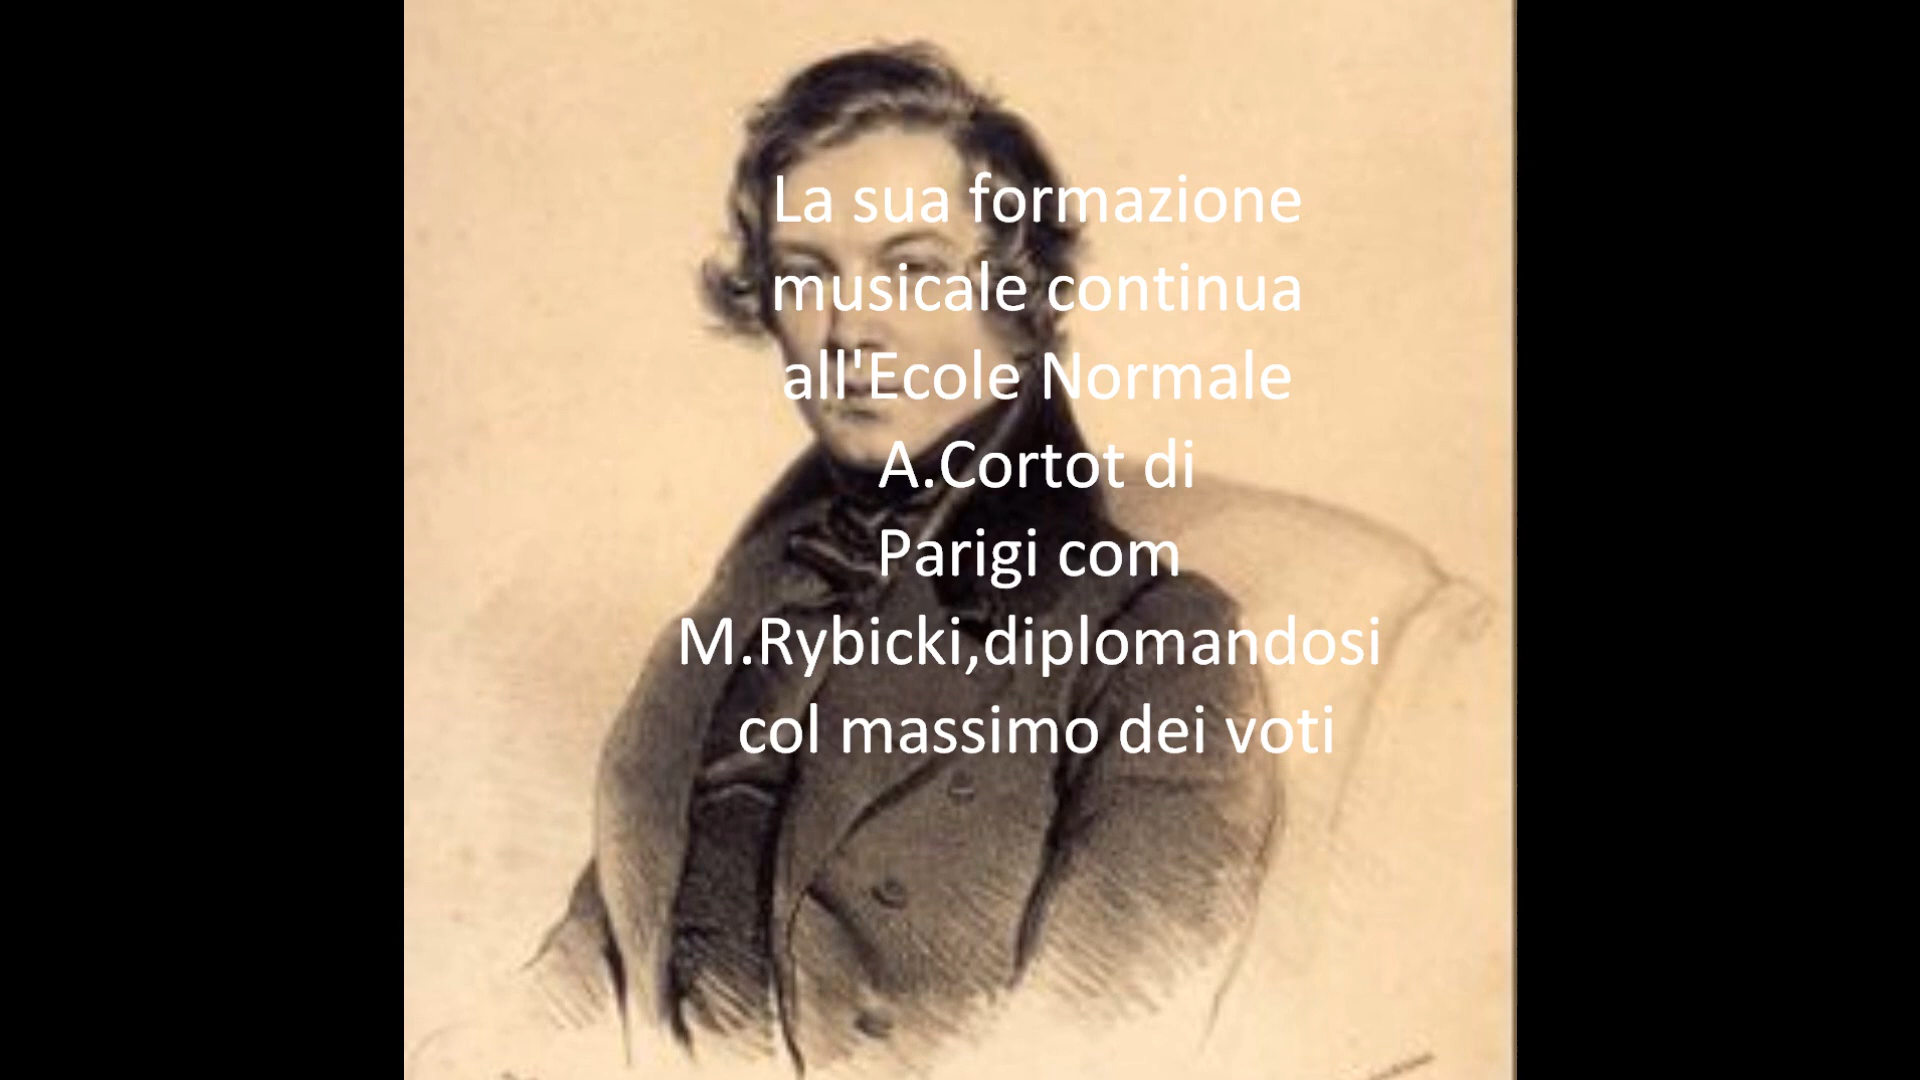 La sua formazione
musicale continua
all'Ecole Normale
A.Cortot di
Parigi com
M.Rybicki,diplomandosi
col massimo dei voti